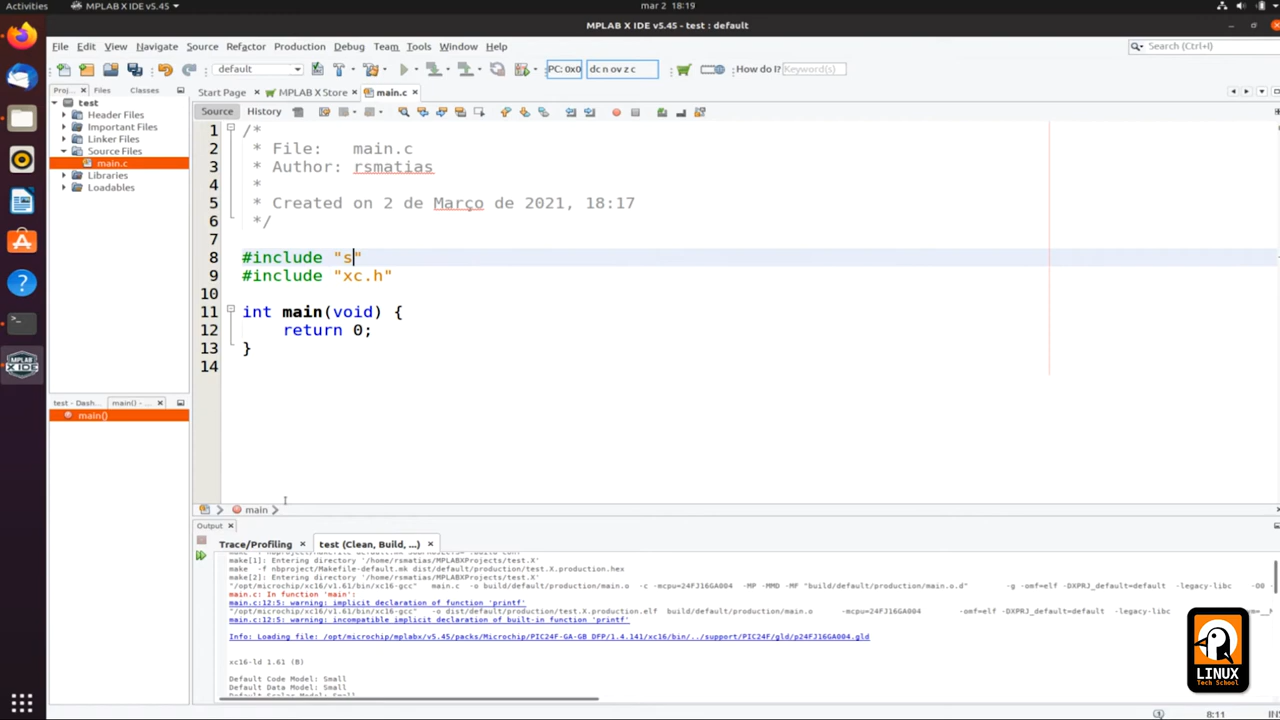 Activities MPLAB X IDE v5.45 mar 2 18:19
MPLAB X IDE v5.45 - test : default
File Edit View Navigate Source Refactor Production Debug Team Tools Window Help Search (Ctrl+I)
default PC: 0x0 dc n ov z c How do I? Keyword(s)
Proj... Files Classes Start Page MPLAB X Store main.c
test
Header Files
Important Files
Linker Files
Source Files
main.c
Libraries
Loadables
Source History
1 /*
2 * File: main.c
3 * Author: rsmatias
4 *
5 * Created on 2 de Março de 2021, 18:17
6 */
7
8 #include "s"
9 #include "xc.h"
10
11 int main(void) {
12 return 0;
13 }
14
test - Dash... main() - ...
main()
main
Output
Trace/Profiling test (Clean, Build, ...)
make[1]: Entering directory '/home/rsmatias/MPLABXProjects/test.X'
make -f nbproject/Makefile-default.mk dist/default/production/test.X.production.hex
make[2]: Entering directory '/home/rsmatias/MPLABXProjects/test.X'
"/opt/microchip/xc16/v1.61/bin/xc16-gcc" main.c -o build/default/production/main.o -c -mcpu=24FJ16GA004 -MP -MMD -MF "build/default/production/main.o.d" -g -omf=elf -DXPRJ_default=default -legacy-libc -O0
main.c: In function 'main':
main.c:12:5: warning: implicit declaration of function 'printf'
"/opt/microchip/xc16/v1.61/bin/xc16-gcc" -o dist/default/production/test.X.production.elf build/default/production/main.o -mcpu=24FJ16GA004 -omf=elf -DXPRJ_default=default -legacy-libc
main.c:12:5: warning: incompatible implicit declaration of built-in function 'printf'
Info: Loading file: /opt/microchip/mplabx/v5.45/packs/Microchip/PIC24F-GA-GB_DFP/1.4.141/xc16/bin/../support/PIC24F/gld/p24FJ16GA004.gld
xc16-ld 1.61 (B)
Default Code Model: Small
Default Data Model: Small
LINUX
Tech School
8:11 INS